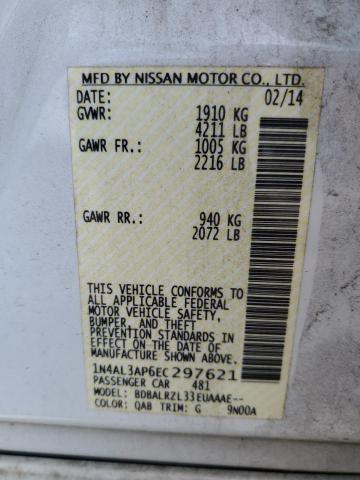 MFD BY NISSAN MOTOR CO., LTD.
DATE: 02/14
GVWR: 1910 KG
4211 LB
GAWR FR.: 1005 KG
2216 LB
GAWR RR.: 940 KG
2072 LB
THIS VEHICLE CONFORMS TO
ALL APPLICABLE FEDERAL
MOTOR VEHICLE SAFETY,
BUMPER, AND THEFT
PREVENTION STANDARDS IN
EFFECT ON THE DATE OF
MANUFACTURE SHOWN ABOVE.
1N4AL3AP6EC297621
PASSENGER CAR 481
MODEL: BDBALRZL33EUAAAE--
COLOR: QAB TRIM: G 9N00A